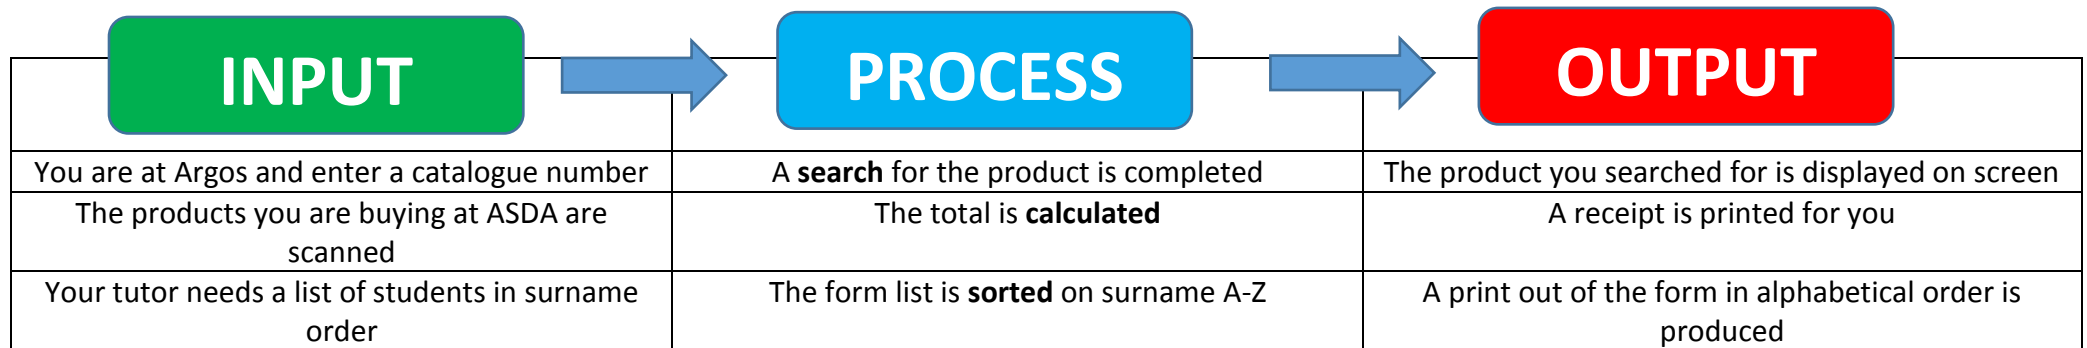 INPUT
PROCESS
OUTPUT
You are at Argos and enter a catalogue number
A search for the product is completed
The product you searched for is displayed on screen
The products you are buying at ASDA are
scanned
The total is calculated
A receipt is printed for you
Your tutor needs a list of students in surname
order
The form list is sorted on surname A-Z
A print out of the form in alphabetical order is
produced